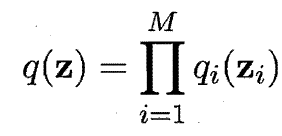 q(𝐳) = ∏_{i=1}^{M} q_i(𝐳_i)